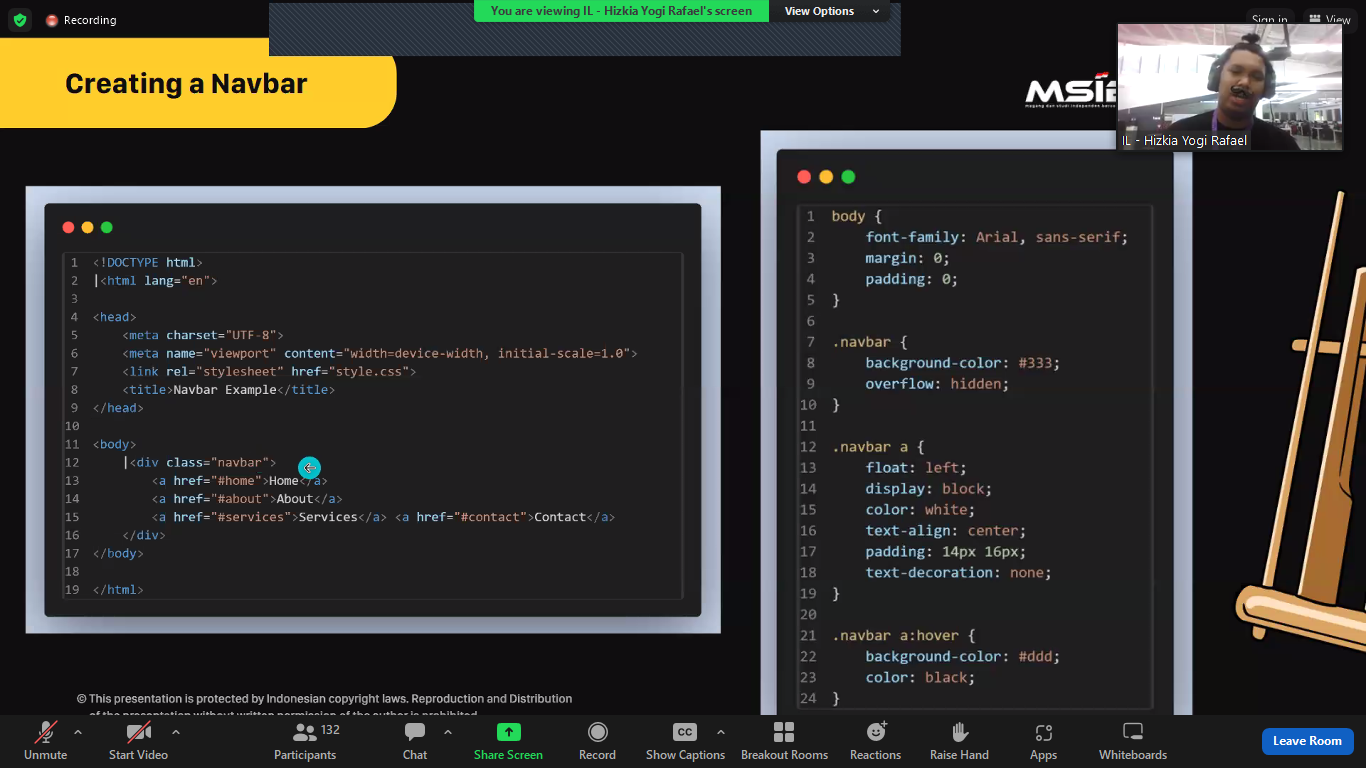 Recording
You are viewing IL - Hizkia Yogi Rafael's screen
View Options
Sign in
View
Creating a Navbar
IL - Hizkia Yogi Rafael
1 <!DOCTYPE html>
2 <html lang="en">
3
4 <head>
5 <meta charset="UTF-8">
6 <meta name="viewport" content="width=device-width, initial-scale=1.0">
7 <link rel="stylesheet" href="style.css">
8 <title>Navbar Example</title>
9 </head>
10
11 <body>
12 <div class="navbar">
13 <a href="#home">Home</a>
14 <a href="#about">About</a>
15 <a href="#services">Services</a> <a href="#contact">Contact</a>
16 </div>
17 </body>
18
19 </html>
1 body {
2 font-family: Arial, sans-serif;
3 margin: 0;
4 padding: 0;
5 }
6
7 .navbar {
8 background-color: #333;
9 overflow: hidden;
10 }
11
12 .navbar a {
13 float: left;
14 display: block;
15 color: white;
16 text-align: center;
17 padding: 14px 16px;
18 text-decoration: none;
19 }
20
21 .navbar a:hover {
22 background-color: #ddd;
23 color: black;
24 }
© This presentation is protected by Indonesian copyright laws. Reproduction and Distribution
of the presentation without written permission of the author is prohibited.
Unmute
Start Video
132
Participants
Chat
Share Screen
Record
CC
Show Captions
Breakout Rooms
Reactions
Raise Hand
Apps
Whiteboards
Leave Room